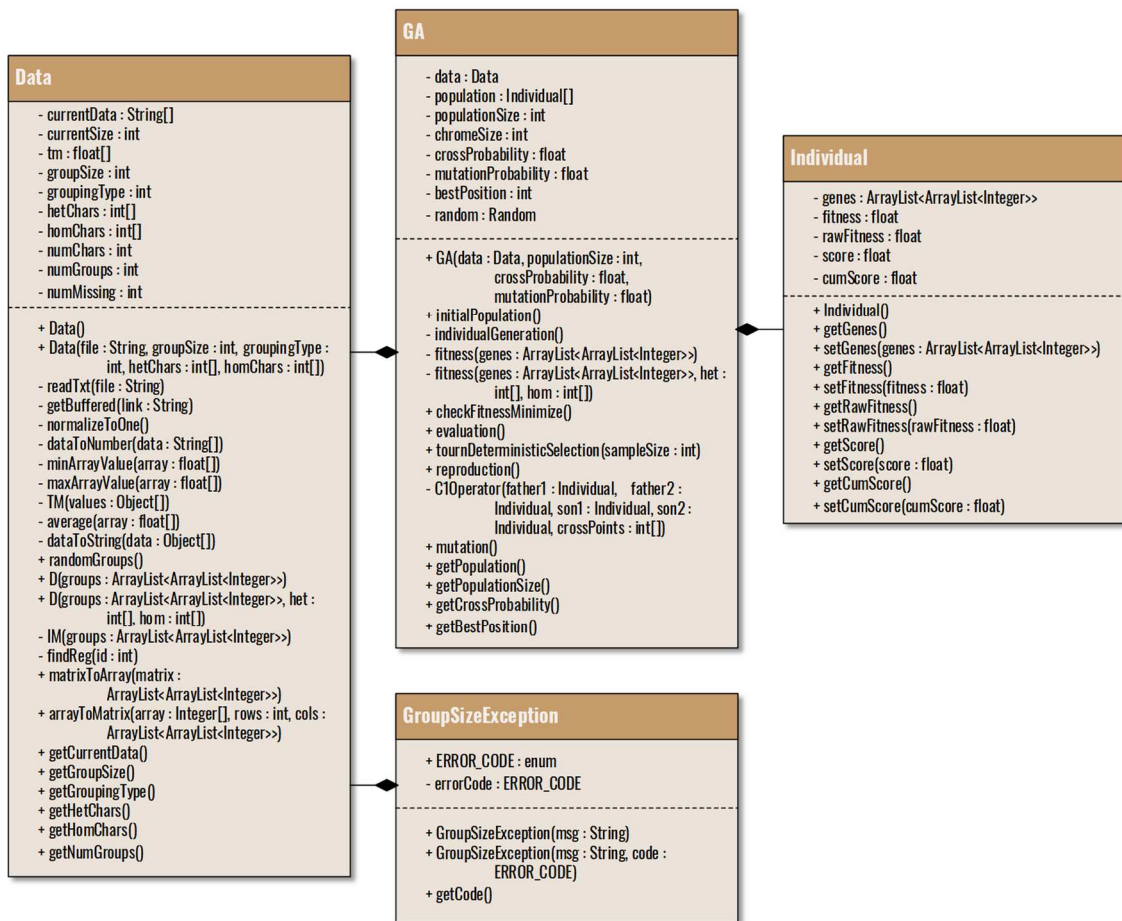 Data
- currentData : String[]
- currentSize : int
- tm : float[]
- groupSize : int
- groupingType : int
- hetChars : int[]
- homChars : int[]
- numChars : int
- numGroups : int
- numMissing : int
+ Data()
+ Data(file : String, groupSize : int, groupingType :
int, hetChars : int[], homChars : int[])
- readTxt(file : String)
- getBuffered(link : String)
- normalizeToOne()
- dataToNumber(data : String[])
- minArrayValue(array : float[])
- maxArrayValue(array : float[])
- TM(values : Object[])
- average(array : float[])
- dataToString(data : Object[])
+ randomGroups()
+ D(groups : ArrayList<ArrayList<Integer>>)
+ D(groups : ArrayList<ArrayList<Integer>>, het :
int[], hom : int[])
- IM(groups : ArrayList<ArrayList<Integer>>)
- findReg(id : int)
+ matrixToArray(matrix :
ArrayList<ArrayList<Integer>>)
+ arrayToMatrix(array : Integer[], rows : int, cols :
ArrayList<ArrayList<Integer>>)
+ getCurrentData()
+ getGroupSize()
+ getGroupingType()
+ getHetChars()
+ getHomChars()
+ getNumGroups()
GA
- data : Data
- population : Individual[]
- populationSize : int
- chromeSize : int
- crossProbability : float
- mutationProbability : float
- bestPosition : int
- random : Random
+ GA(data : Data, populationSize : int,
crossProbability : float,
mutationProbability : float)
+ initialPopulation()
- individualGeneration()
- fitness(genes : ArrayList<ArrayList<Integer>>)
- fitness(genes : ArrayList<ArrayList<Integer>>, het :
int[], hom : int[])
+ checkFitnessMinimize()
+ evaluation()
+ tournDeterministicSelection(sampleSize : int)
+ reproduction()
- C1Operator(father1 : Individual, father2 :
Individual, son1 : Individual, son2 :
Individual, crossPoints : int[])
+ mutation()
+ getPopulation()
+ getPopulationSize()
+ getCrossProbability()
+ getBestPosition()
Individual
- genes : ArrayList<ArrayList<Integer>>
- fitness : float
- rawFitness : float
- score : float
- cumScore : float
+ Individual()
+ getGenes()
+ setGenes(genes : ArrayList<ArrayList<Integer>>)
+ getFitness()
+ setFitness(fitness : float)
+ getRawFitness()
+ setRawFitness(rawFitness : float)
+ getScore()
+ setScore(score : float)
+ getCumScore()
+ setCumScore(cumScore : float)
GroupSizeException
+ ERROR_CODE : enum
- errorCode : ERROR_CODE
+ GroupSizeException(msg : String)
+ GroupSizeException(msg : String, code :
ERROR_CODE)
+ getCode()